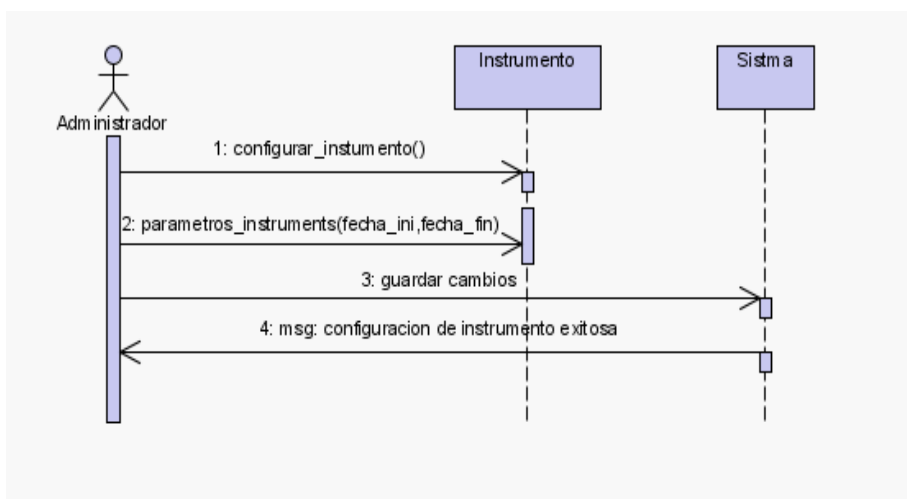 Instrumento
Sistma
Administrador
1: configurar_instumento()
2: parametros_instruments(fecha_ini,fecha_fin)
3: guardar cambios
4: msg: configuracion de instrumento exitosa